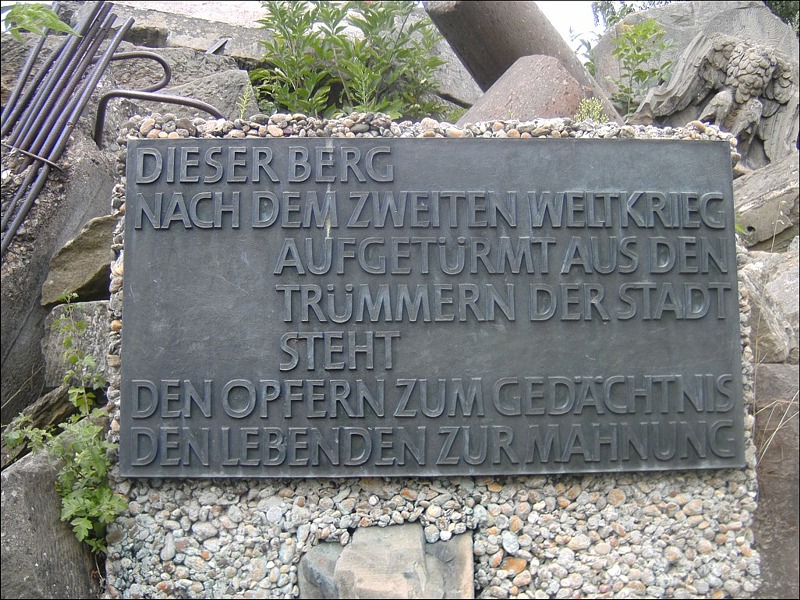 DIESER BERG
NACH DEM ZWEITEN WELTKRIEG
AUFGETÜRMT AUS DEN
TRÜMMERN DER STADT
STEHT
DEN OPFERN ZUM GEDÄCHTNIS
DEN LEBENDEN ZUR MAHNUNG